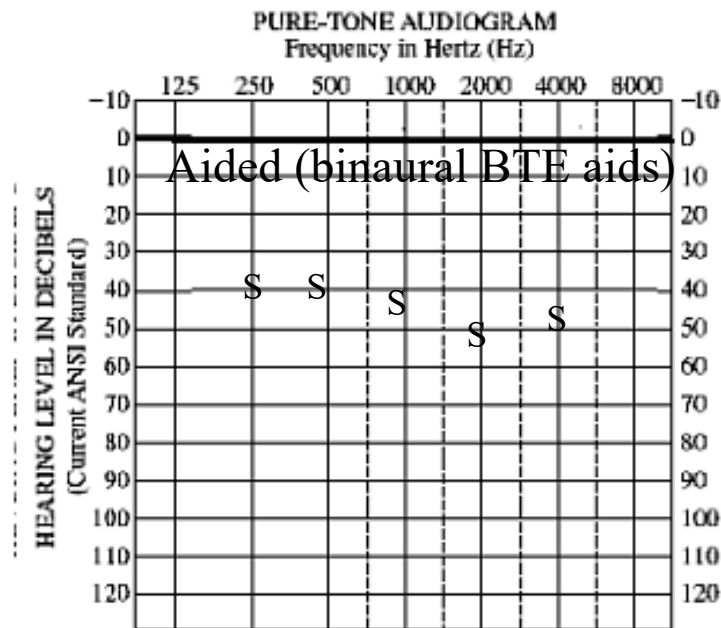 PURE-TONE AUDIOGRAM
Frequency in Hertz (Hz)
125 250 500 1000 2000 4000 8000
−10 −10
0 0
Aided (binaural BTE aids)
10 10
20 20
30 30
40 S S 40
S
50 S S 50
60 60
70 70
80 80
90 90
100 100
110 110
120 120
HEARING LEVEL IN DECIBELS
(Current ANSI Standard)